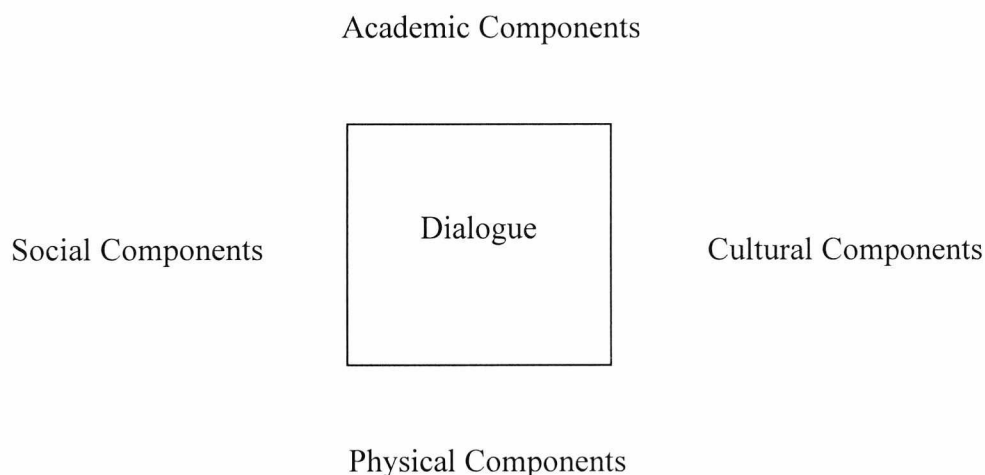 Academic Components
Dialogue
Social Components
Cultural Components
Physical Components